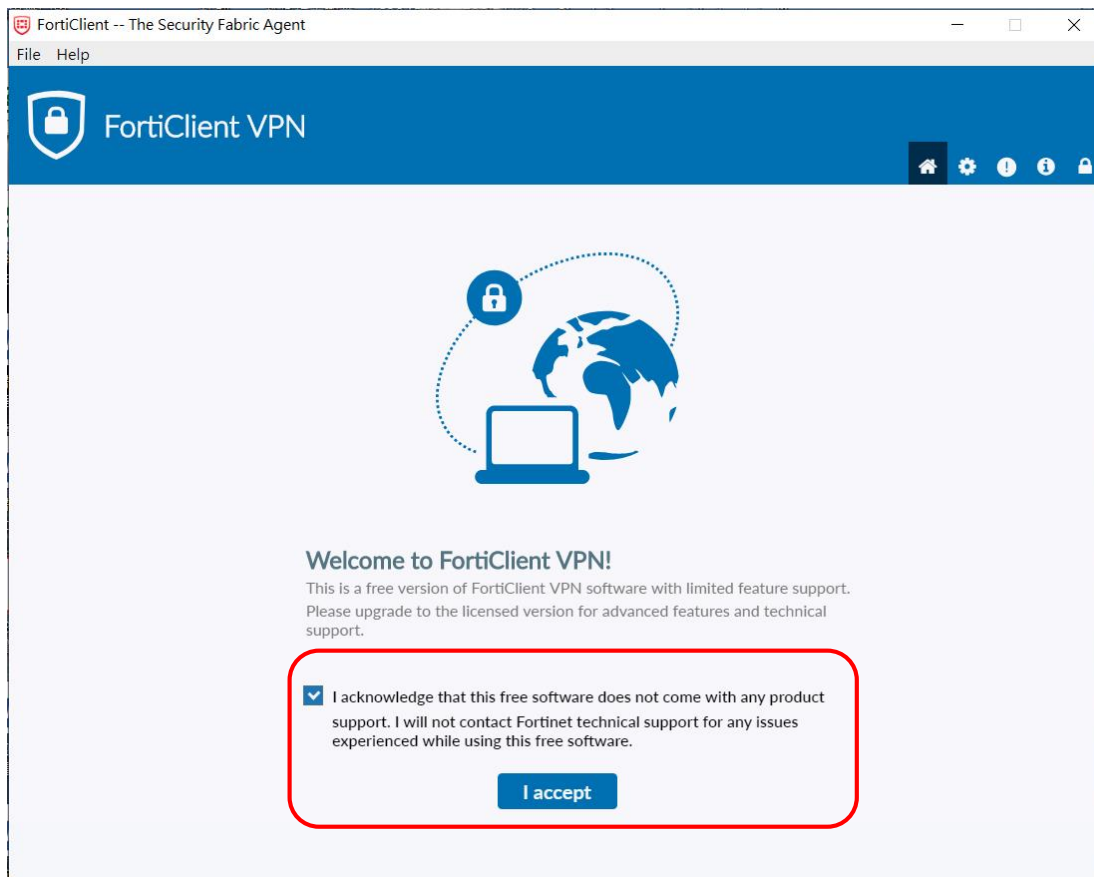 FortiClient -- The Security Fabric Agent
File Help
FortiClient VPN
Welcome to FortiClient VPN!
This is a free version of FortiClient VPN software with limited feature support.
Please upgrade to the licensed version for advanced features and technical
support.
I acknowledge that this free software does not come with any product
support. I will not contact Fortinet technical support for any issues
experienced while using this free software.
I accept